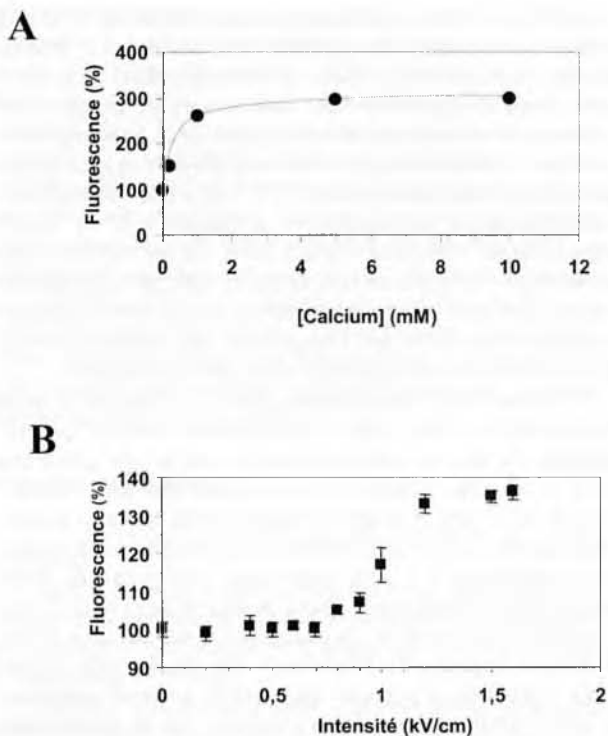 A
400
300
200
100
0
Fluorescence (%)
0 2 4 6 8 10 12
[Calcium] (mM)
B
140
130
120
110
100
90
Fluorescence (%)
0 0,5 1 1,5 2
Intensité (kV/cm)